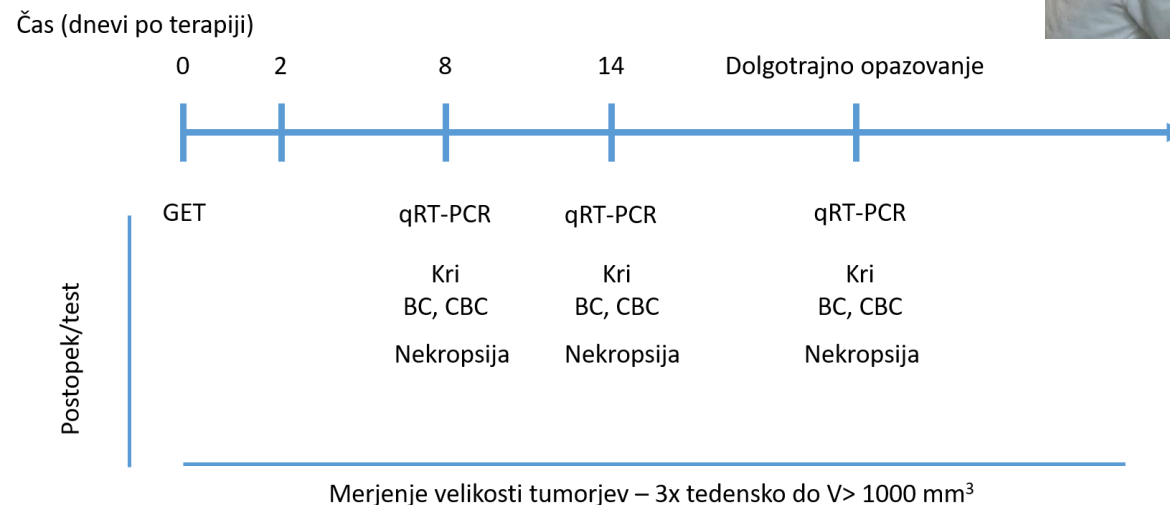 Čas (dnevi po terapiji)
0 2 8 14 Dolgotrajno opazovanje
GET qRT-PCR qRT-PCR qRT-PCR
Kri Kri Kri
BC, CBC BC, CBC BC, CBC
Nekropsija Nekropsija Nekropsija
Postopek/test
Merjenje velikosti tumorjev – 3x tedensko do V> 1000 mm³